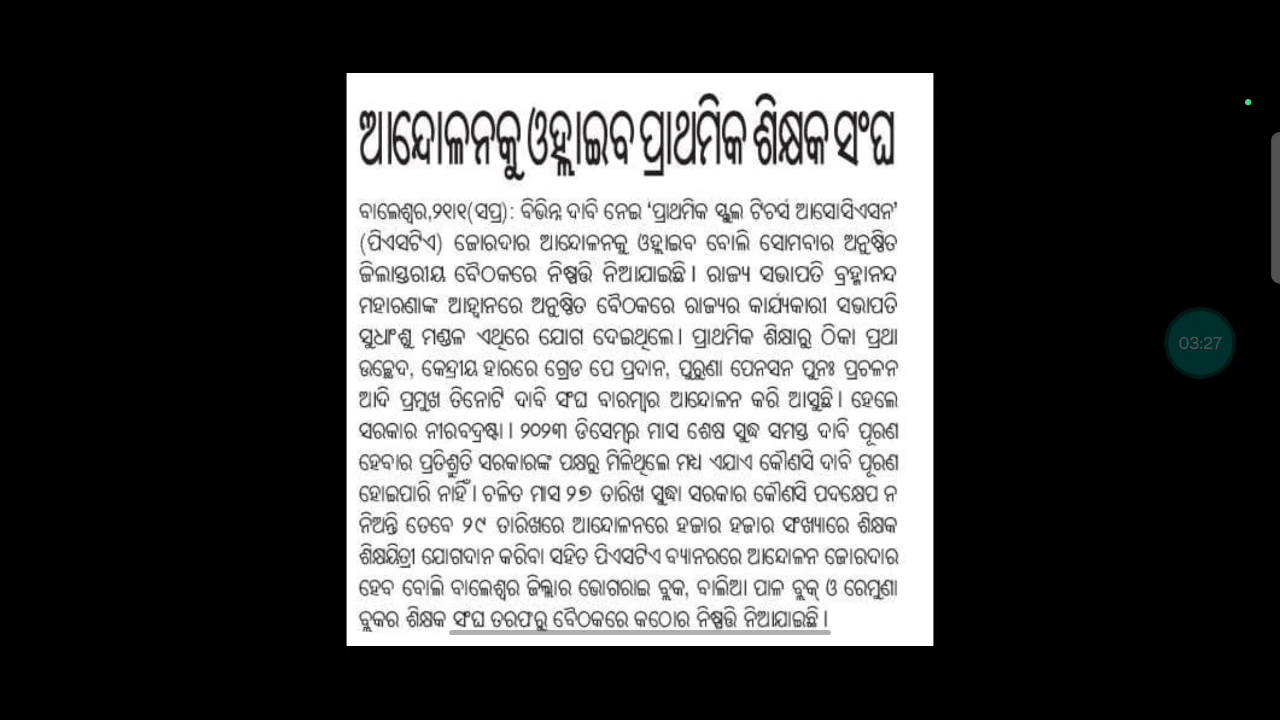 ଆନ୍ଦୋଳନକୁ ଓହ୍ଲାଇବ ପ୍ରାଥମିକ ଶିକ୍ଷକ ସଂଘ
ବାଲେଶ୍ୱର,୨୧।୧(ସପ୍ର): ବିଭିନ୍ନ ଦାବି ନେଇ ‘ପ୍ରାଥମିକ ସ୍କୁଲ ଟିଚର୍ସ ଆସୋସିଏସନ’
(ପିଏସଟିଏ) ଜୋରଦାର ଆନ୍ଦୋଳନକୁ ଓହ୍ଲାଇବ ବୋଲି ସୋମବାର ଅନୁଷ୍ଠିତ
ଜିଲାସ୍ତରୀୟ ବୈଠକରେ ନିଷ୍ପତ୍ତି ନିଆଯାଇଛି। ରାଜ୍ୟ ସଭାପତି ବ୍ରହ୍ମାନନ୍ଦ
ମହାରଣାଙ୍କ ଆହ୍ୱାନରେ ଅନୁଷ୍ଠିତ ବୈଠକରେ ରାଜ୍ୟର କାର୍ଯ୍ୟକାରୀ ସଭାପତି
ସୁଧାଂଶୁ ମଣ୍ଡଳ ଏଥିରେ ଯୋଗ ଦେଇଥିଲେ। ପ୍ରାଥମିକ ଶିକ୍ଷାରୁ ଠିକା ପ୍ରଥା
ଉଚ୍ଛେଦ, କେନ୍ଦ୍ରୀୟ ହାରରେ ଗ୍ରେଡ ପେ ପ୍ରଦାନ, ପୁରୁଣା ପେନସନ ପୁନଃ ପ୍ରଚଳନ
ଆଦି ପ୍ରମୁଖ ତିନୋଟି ଦାବି ସଂଘ ବାରମ୍ବାର ଆନ୍ଦୋଳନ କରି ଆସୁଛି। ହେଲେ
ସରକାର ନୀରବଦ୍ରଷ୍ଟା। ୨୦୨୩ ଡିସେମ୍ବର ମାସ ଶେଷ ସୁଦ୍ଧ ସମସ୍ତ ଦାବି ପୂରଣ
ହେବାର ପ୍ରତିଶ୍ରୁତି ସରକାରଙ୍କ ପକ୍ଷରୁ ମିଳିଥିଲେ ମଧ୍ୟ ଏଯାଏ କୌଣସି ଦାବି ପୂରଣ
ହୋଇପାରି ନାହିଁ। ଚଳିତ ମାସ ୨୭ ତାରିଖ ସୁଦ୍ଧା ସରକାର କୌଣସି ପଦକ୍ଷେପ ନ
ନିଅନ୍ତି ତେବେ ୨୯ ତାରିଖରେ ଆନ୍ଦୋଳନରେ ହଜାର ହଜାର ସଂଖ୍ୟାରେ ଶିକ୍ଷକ
ଶିକ୍ଷୟିତ୍ରୀ ଯୋଗଦାନ କରିବା ସହିତ ପିଏସଟିଏ ବ୍ୟାନରରେ ଆନ୍ଦୋଳନ ଜୋରଦାର
ହେବ ବୋଲି ବାଲେଶ୍ୱର ଜିଲ୍ଲାର ଭୋଗରାଇ ବ୍ଲକ, ବାଲିଆ ପାଳ ବ୍ଲକ୍ ଓ ରେମୁଣା
ବ୍ଲକର ଶିକ୍ଷକ ସଂଘ ତରଫରୁ ବୈଠକରେ କଠୋର ନିଷ୍ପତ୍ତି ନିଆଯାଇଛି।
03:27